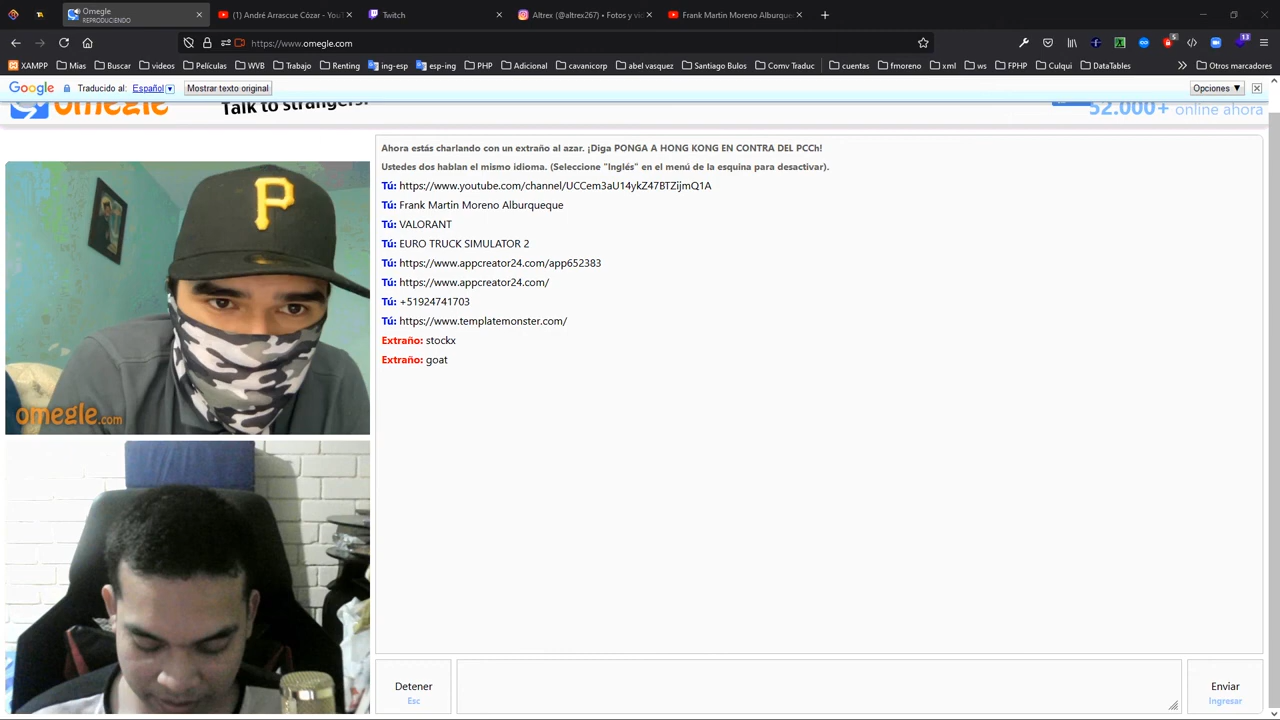 Omegle
REPRODUCIENDO
(1) André Arrascue Cózar - YouT
Twitch
Altrex (@altrex267) • Fotos y vid
Frank Martin Moreno Alburquec
https://www.omegle.com
5
13
XAMPP
Mias
Buscar
videos
Películas
WVB
Trabajo
Renting
ing-esp
esp-ing
PHP
Adicional
cavanicorp
abel vasquez
Santiago Bulos
Comv Traduc
cuentas
fmoreno
xml
ws
FPHP
Culqui
DataTables
Otros marcadores
Google
Traducido al:
Español
Mostrar texto original
Opciones ▼
omegle
Talk to strangers!
52.000+ online ahora
Ahora estás charlando con un extraño al azar. ¡Diga PONGA A HONG KONG EN CONTRA DEL PCCh!
Ustedes dos hablan el mismo idioma. (Seleccione "Inglés" en el menú de la esquina para desactivar).
Tú: https://www.youtube.com/channel/UCCem3aU14ykZ47BTZijmQ1A
Tú: Frank Martin Moreno Alburqueque
Tú: VALORANT
Tú: EURO TRUCK SIMULATOR 2
Tú: https://www.appcreator24.com/app652383
Tú: https://www.appcreator24.com/
Tú: +51924741703
Tú: https://www.templatemonster.com/
Extraño: stockx
Extraño: goat
P
omegle.com
Detener
Esc
Enviar
Ingresar